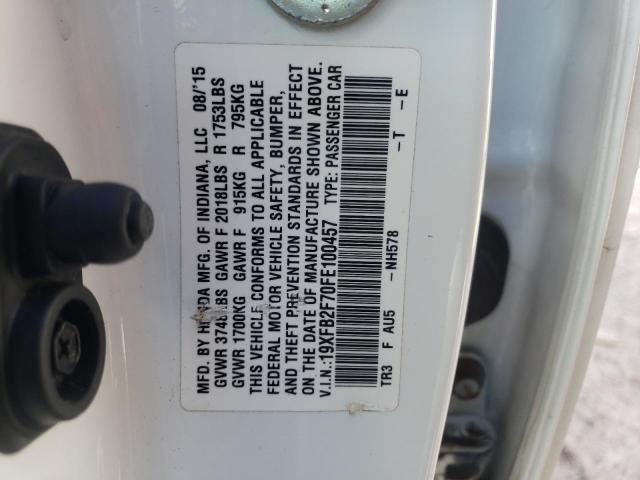 MFD. BY HONDA MFG. OF INDIANA, LLC 08/'15
GVWR 3748LBS GAWR F 2018LBS R 1753LBS
GVWR 1700KG GAWR F 915KG R 795KG
THIS VEHICLE CONFORMS TO ALL APPLICABLE
FEDERAL MOTOR VEHICLE SAFETY, BUMPER,
AND THEFT PREVENTION STANDARDS IN EFFECT
ON THE DATE OF MANUFACTURE SHOWN ABOVE.
V.I.N.:19XFB2F70FE100457 TYPE: PASSENGER CAR
TR3 F AU5 -NH578 -T -E